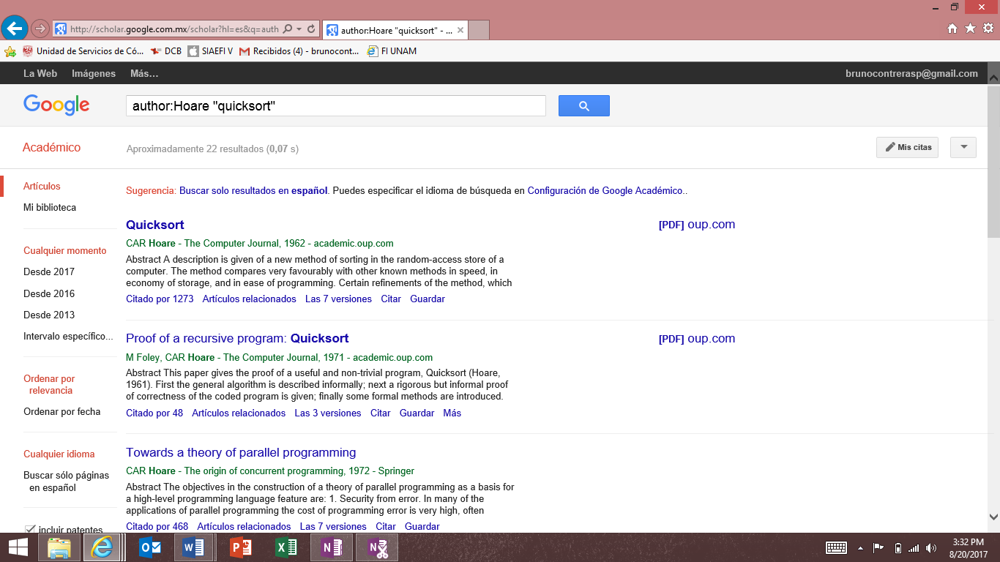 http://scholar.google.com.mx/scholar?hl=es&q=auth
author:Hoare "quicksort" - ...
Unidad de Servicios de Có... DCB SIAEFI V Recibidos (4) - brunocont... FI UNAM
La Web Imágenes Más... brunocontrerasp@gmail.com
Google author:Hoare "quicksort"
Académico Aproximadamente 22 resultados (0,07 s) Mis citas
Artículos
Mi biblioteca
Cualquier momento
Desde 2017
Desde 2016
Desde 2013
Intervalo específico...
Ordenar por
relevancia
Ordenar por fecha
Cualquier idioma
Buscar sólo páginas
en español
incluir patentes
Sugerencia: Buscar solo resultados en español. Puedes especificar el idioma de búsqueda en Configuración de Google Académico..
Quicksort [PDF] oup.com
CAR Hoare - The Computer Journal, 1962 - academic.oup.com
Abstract A description is given of a new method of sorting in the random-access store of a
computer. The method compares very favourably with other known methods in speed, in
economy of storage, and in ease of programming. Certain refinements of the method, which
Citado por 1273 Artículos relacionados Las 7 versiones Citar Guardar
Proof of a recursive program: Quicksort [PDF] oup.com
M Foley, CAR Hoare - The Computer Journal, 1971 - academic.oup.com
Abstract This paper gives the proof of a useful and non-trivial program, Quicksort (Hoare,
1961). First the general algorithm is described informally; next a rigorous but informal proof
of correctness of the coded program is given; finally some formal methods are introduced.
Citado por 48 Artículos relacionados Las 3 versiones Citar Guardar Más
Towards a theory of parallel programming
CAR Hoare - The origin of concurrent programming, 1972 - Springer
Abstract The objectives in the construction of a theory of parallel programming as a basis for
a high-level programming language feature are: 1. Security from error. In many of the
applications of parallel programming the cost of programming error is very high, often
Citado por 468 Artículos relacionados Las 7 versiones Citar Guardar
3:32 PM
8/20/2017